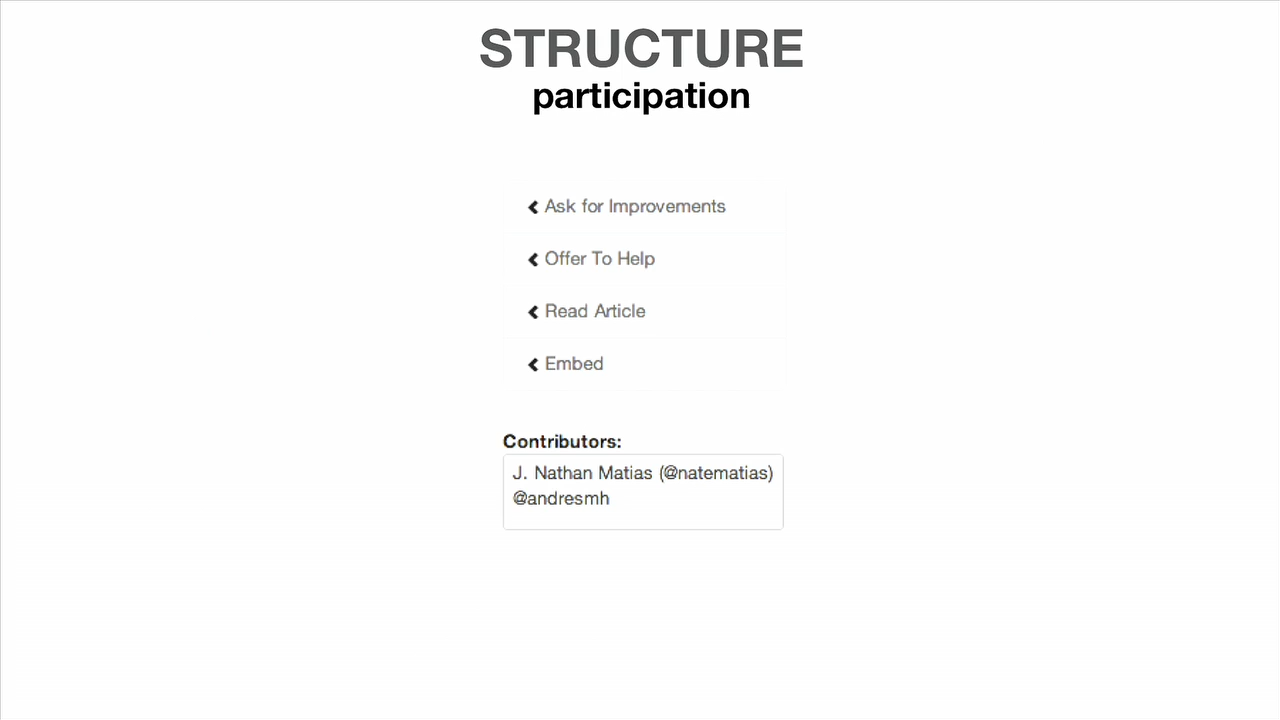 STRUCTURE
participation
Ask for Improvements
Offer To Help
Read Article
Embed
Contributors:
J. Nathan Matias (@natematias)
@andresmh